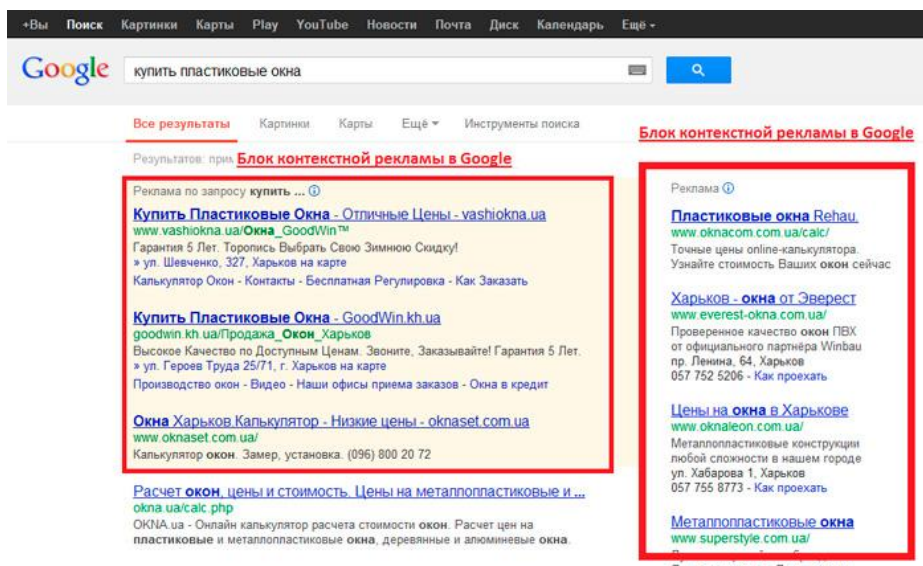 +Вы Поиск Картинки Карты Play YouTube Новости Почта Диск Календарь Ещё
Google
купить пластиковые окна
Все результаты Картинки Карты Ещё Инструменты поиска
Блок контекстной рекламы в Google
Результатов:
Блок контекстной рекламы в Google
Реклама по запросу купить ...
Купить Пластиковые Окна - Отличные Цены - vashiokna.ua
www.vashiokna.ua/Окна_GoodWin™
Гарантия 5 Лет. Торопись Выбрать Свою Зимнюю Скидку!
» ул. Шевченко, 327, Харьков на карте
Калькулятор Окон - Контакты - Бесплатная Регулировка - Как Заказать
Купить Пластиковые Окна - GoodWin.kh.ua
goodwin.kh.ua/Продажа_Окон_Харьков
Высокое Качество по Доступным Ценам. Звоните, Заказывайте! Гарантия 5 Лет.
» ул. Героев Труда 25/71, г. Харьков на карте
Производство окон - Видео - Наши офисы приема заказов - Окна в кредит
Окна Харьков.Калькулятор - Низкие цены - oknaset.com.ua
www.oknaset.com.ua/
Калькулятор окон. Замер, установка. (096) 800 20 72
Расчет окон, цены и стоимость. Цены на металлопластиковые и ...
okna.ua/calc.php
OKNA.ua - Онлайн калькулятор расчета стоимости окон. Расчет цен на
пластиковые и металлопластиковые окна, деревянные и алюминевые окна.
Реклама
Пластиковые окна Rehau.
www.oknacom.com.ua/calc/
Точные цены online-калькулятора.
Узнайте стоимость Ваших окон сейчас
Харьков - окна от Эверест
www.everest-okna.com.ua/
Проверенное качество окон ПВХ
от официального партнёра Winbau
пр. Ленина, 64, Харьков
057 752 5206 - Как проехать
Цены на окна в Харькове
www.oknaleon.com.ua/
Металлопластиковые конструкции
любой сложности в нашем городе
ул. Хабарова 1, Харьков
057 755 8773 - Как проехать
Металлопластиковые окна
www.superstyle.com.ua/